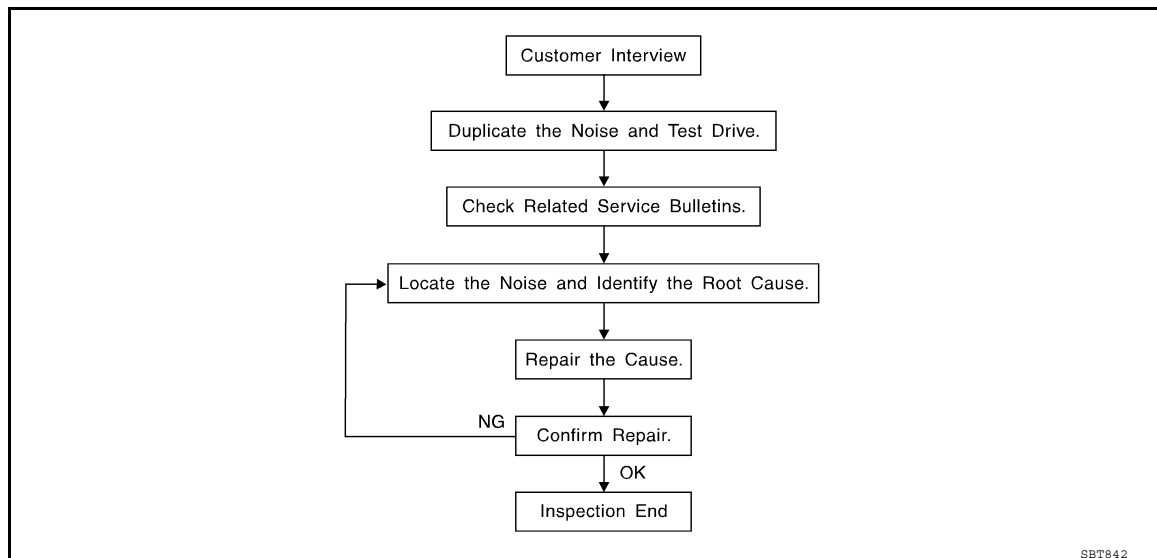 Customer Interview
Duplicate the Noise and Test Drive.
Check Related Service Bulletins.
Locate the Noise and Identify the Root Cause.
Repair the Cause.
NG
Confirm Repair.
OK
Inspection End
SBT842